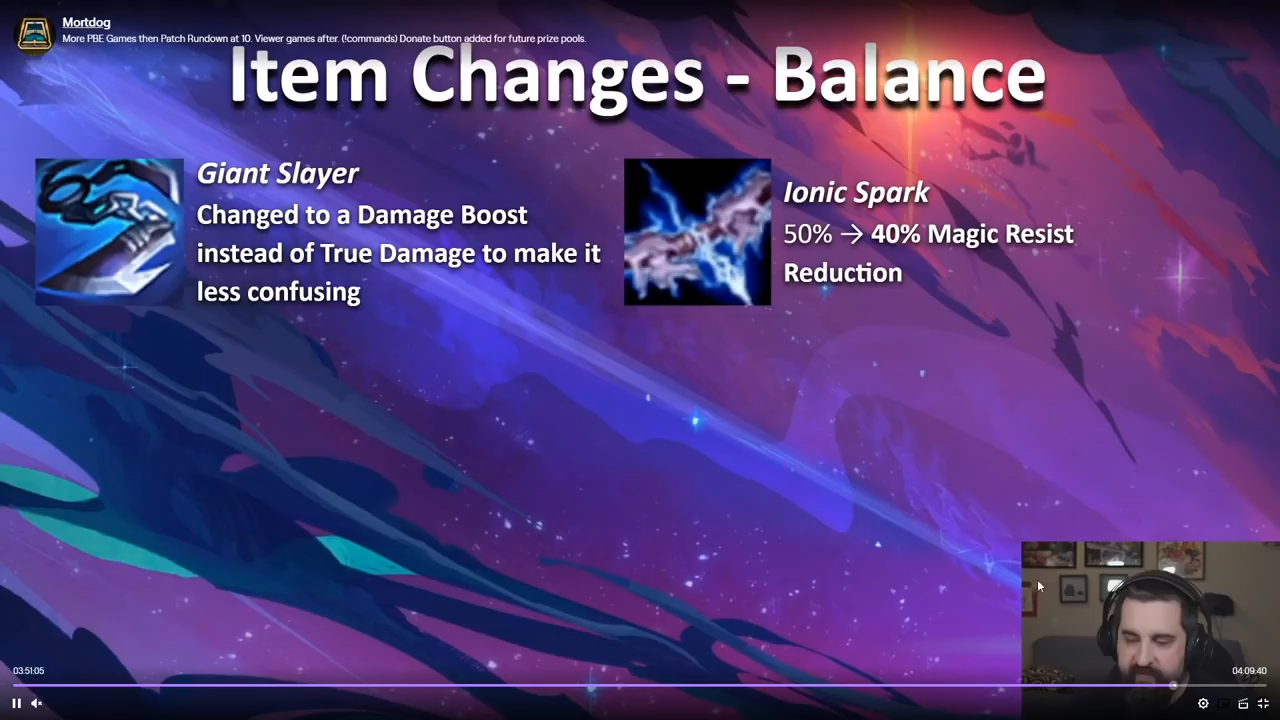 Mortdog
More PBE Games then Patch Rundown at 10. Viewer games after. (!commands) Donate button added for future prize pools.
Item Changes - Balance
Giant Slayer
Changed to a Damage Boost
instead of True Damage to make it
less confusing
Ionic Spark
50% → 40% Magic Resist
Reduction
03:51:05
04:09:40